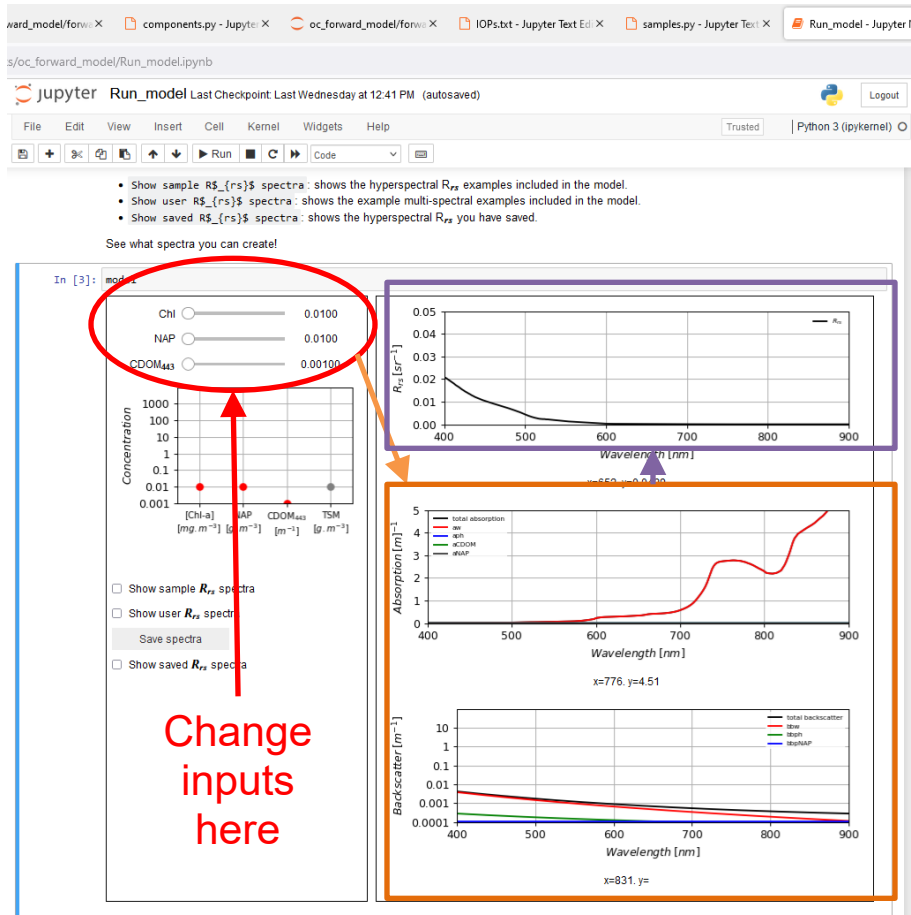 ward_model/forw
components.py - Jupyter
oc_forward_model/forwa
IOPs.txt - Jupyter Text Edi
samples.py - Jupyter Text
Run_model - Jupyter
s/oc_forward_model/Run_model.ipynb
jupyter Run_model Last Checkpoint: Last Wednesday at 12:41 PM (autosaved)
Logout
File Edit View Insert Cell Kernel Widgets Help
Trusted
Python 3 (ipykernel)
Run
Code
• Show sample R$_{rs}$ spectra : shows the hyperspectral Rrs examples included in the model.
• Show user R$_{rs}$ spectra : shows the example multi-spectral examples included in the model.
• Show saved R$_{rs}$ spectra : shows the hyperspectral Rrs you have saved.
See what spectra you can create!
In [3]: model
Chl 0.0100
NAP 0.0100
CDOM443 0.00100
Concentration
1000
100
10
1
0.1
0.01
0.001
[Chl-a] NAP CDOM443 TSM
[mg.m⁻³] [g.m⁻³] [m⁻¹] [g.m⁻³]
Show sample Rrs spectra
Show user Rrs spectra
Save spectra
Show saved Rrs spectra
Change
inputs
here
Rrs [sr⁻¹]
0.05
0.04
0.03
0.02
0.01
0.00
Rrs
400 500 600 700 800 900
Wavelength [nm]
Absorption [m]⁻¹
5
4
3
2
1
0
total absorption
aw
aph
aCDOM
aNAP
400 500 600 700 800 900
Wavelength [nm]
x=776. y=4.51
Backscatter [m⁻¹]
10
1
0.1
0.01
0.001
0.0001
total backscatter
bbw
bbph
bbpNAP
400 500 600 700 800 900
Wavelength [nm]
x=831. y=